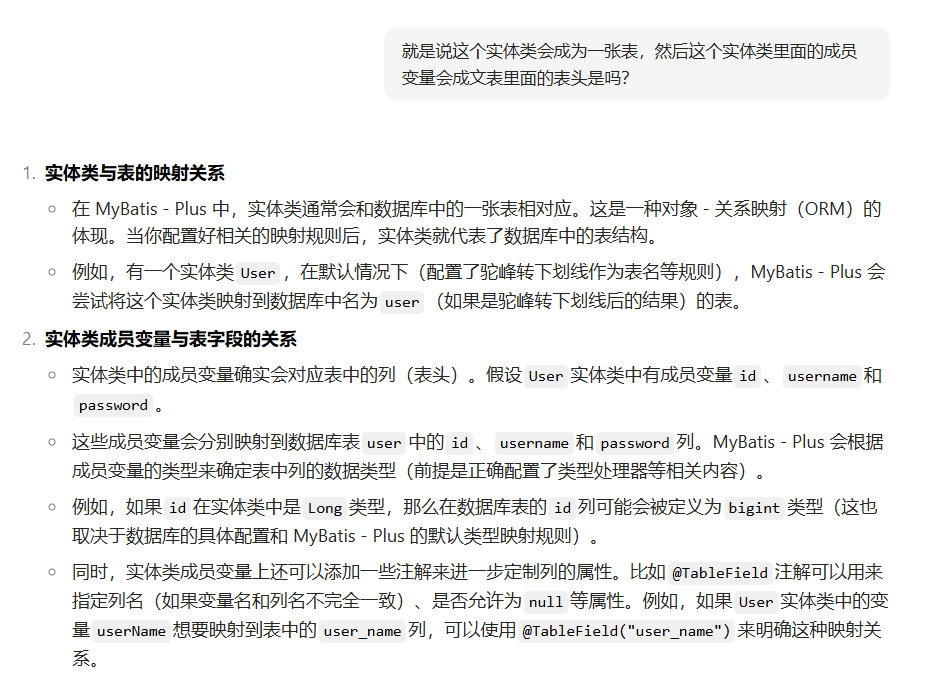 就是说这个实体类会成为一张表，然后这个实体类里面的成员
变量会成文表里面的表头是吗？
1. 实体类与表的映射关系
在 MyBatis - Plus 中，实体类通常会和数据库中的一张表相对应。这是一种对象 - 关系映射（ORM）的
体现。当你配置好相关的映射规则后，实体类就代表了数据库中的表结构。
例如，有一个实体类 User ，在默认情况下（配置了驼峰转下划线作为表名等规则），MyBatis - Plus 会
尝试将这个实体类映射到数据库中名为 user （如果是驼峰转下划线后的结果）的表。
2. 实体类成员变量与表字段的关系
实体类中的成员变量确实会对应表中的列（表头）。假设 User 实体类中有成员变量 id 、 username 和
password 。
这些成员变量会分别映射到数据库表 user 中的 id 、 username 和 password 列。MyBatis - Plus 会根据
成员变量的类型来确定表中列的数据类型（前提是正确配置了类型处理器等相关内容）。
例如，如果 id 在实体类中是 Long 类型，那么在数据库表的 id 列可能会被定义为 bigint 类型（这也
取决于数据库的具体配置和 MyBatis - Plus 的默认类型映射规则）。
同时，实体类成员变量上还可以添加一些注解来进一步定制列的属性。比如 @TableField 注解可以用来
指定列名（如果变量名和列名不完全一致）、是否允许为 null 等属性。例如，如果 User 实体类中的变
量 userName 想要映射到表中的 user_name 列，可以使用 @TableField("user_name") 来明确这种映射关
系。